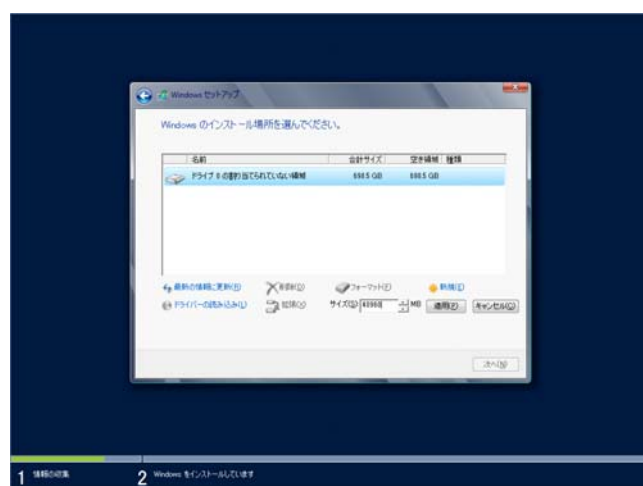 Windows セットアップ
Windows のインストール場所を選んでください。
名前 合計サイズ 空き領域 種類
ドライブ 0 の割り当てられていない領域 GB GB
最新の情報に更新(R) 削除(D) フォーマット(F) 新規(E)
ドライバーの読み込み(L) 拡張(X) サイズ(S) MB 適用(P) キャンセル(C)
次へ(N)
1 情報の収集 2 Windows をインストールしています